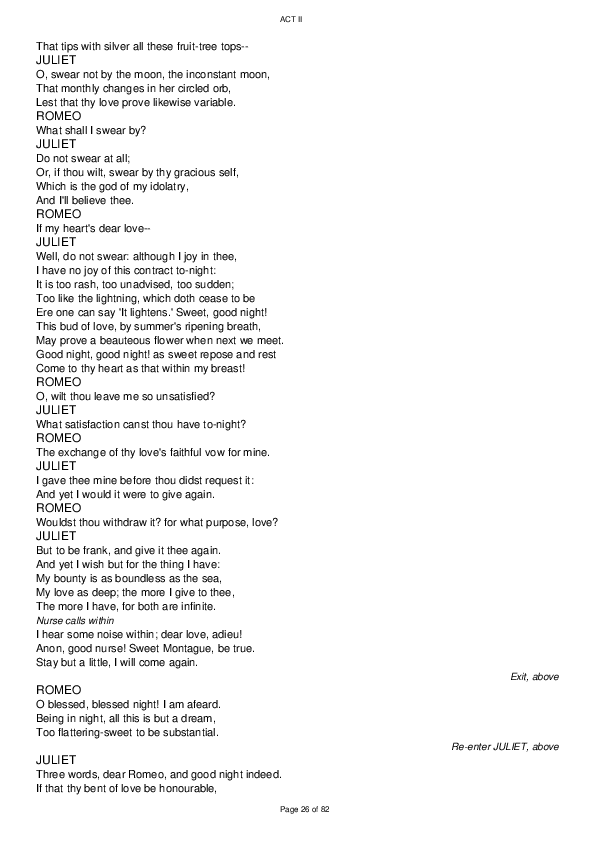 ACT II
That tips with silver all these fruit-tree tops--
JULIET
O, swear not by the moon, the inconstant moon,
That monthly changes in her circled orb,
Lest that thy love prove likewise variable.
ROMEO
What shall I swear by?
JULIET
Do not swear at all;
Or, if thou wilt, swear by thy gracious self,
Which is the god of my idolatry,
And I'll believe thee.
ROMEO
If my heart's dear love--
JULIET
Well, do not swear: although I joy in thee,
I have no joy of this contract to-night:
It is too rash, too unadvised, too sudden;
Too like the lightning, which doth cease to be
Ere one can say 'It lightens.' Sweet, good night!
This bud of love, by summer's ripening breath,
May prove a beauteous flower when next we meet.
Good night, good night! as sweet repose and rest
Come to thy heart as that within my breast!
ROMEO
O, wilt thou leave me so unsatisfied?
JULIET
What satisfaction canst thou have to-night?
ROMEO
The exchange of thy love's faithful vow for mine.
JULIET
I gave thee mine before thou didst request it:
And yet I would it were to give again.
ROMEO
Wouldst thou withdraw it? for what purpose, love?
JULIET
But to be frank, and give it thee again.
And yet I wish but for the thing I have:
My bounty is as boundless as the sea,
My love as deep; the more I give to thee,
The more I have, for both are infinite.
Nurse calls within
I hear some noise within; dear love, adieu!
Anon, good nurse! Sweet Montague, be true.
Stay but a little, I will come again.
Exit, above
ROMEO
O blessed, blessed night! I am afeard.
Being in night, all this is but a dream,
Too flattering-sweet to be substantial.
Re-enter JULIET, above
JULIET
Three words, dear Romeo, and good night indeed.
If that thy bent of love be honourable,
Page 26 of 82